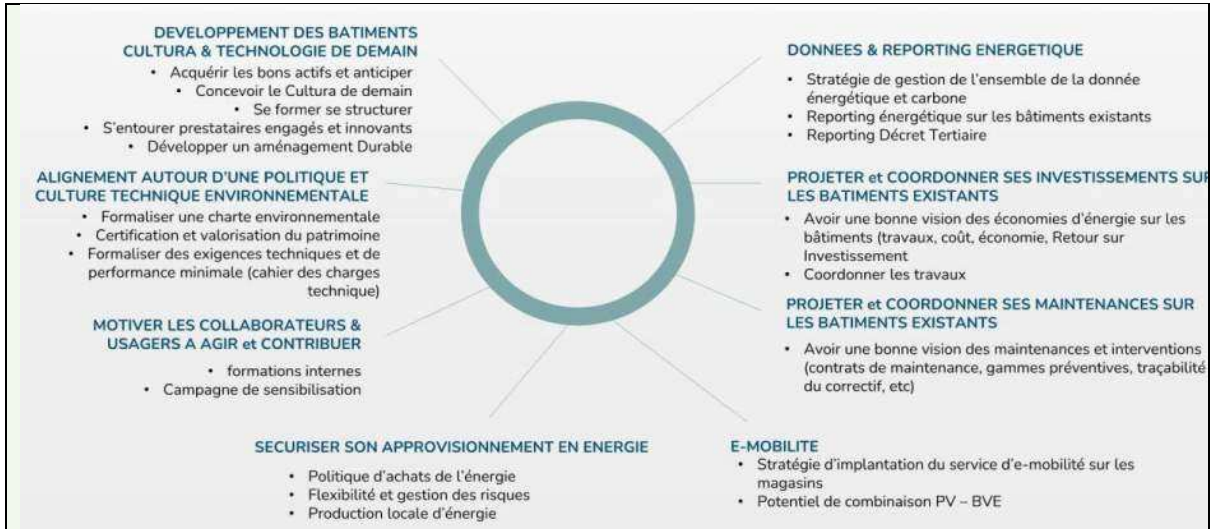 DEVELOPPEMENT DES BATIMENTS
CULTURA & TECHNOLOGIE DE DEMAIN
• Acquérir les bons actifs et anticiper
• Concevoir le Cultura de demain
• Se former se structurer
• S'entourer prestataires engagés et innovants
• Développer un aménagement Durable
ALIGNEMENT AUTOUR D'UNE POLITIQUE ET
CULTURE TECHNIQUE ENVIRONNEMENTALE
• Formaliser une charte environnementale
• Certification et valorisation du patrimoine
• Formaliser des exigences techniques et de
performance minimale (cahier des charges
technique)
MOTIVER LES COLLABORATEURS &
USAGERS A AGIR et CONTRIBUER
• formations internes
• Campagne de sensibilisation
SECURISER SON APPROVISIONNEMENT EN ENERGIE
• Politique d'achats de l'énergie
• Flexibilité et gestion des risques
• Production locale d'énergie
DONNEES & REPORTING ENERGETIQUE
• Stratégie de gestion de l'ensemble de la donnée
énergétique et carbone
• Reporting énergétique sur les bâtiments existants
• Reporting Décret Tertiaire
PROJETER et COORDONNER SES INVESTISSEMENTS SUR
LES BATIMENTS EXISTANTS
• Avoir une bonne vision des économies d'énergie sur les
bâtiments (travaux, coût, économie, Retour sur
Investissement
• Coordonner les travaux
PROJETER et COORDONNER SES MAINTENANCES SUR
LES BATIMENTS EXISTANTS
• Avoir une bonne vision des maintenances et interventions
(contrats de maintenance, gammes préventives, traçabilité
du correctif, etc)
E-MOBILITE
• Stratégie d'implantation du service d'e-mobilité sur les
magasins
• Potentiel de combinaison PV – BVE